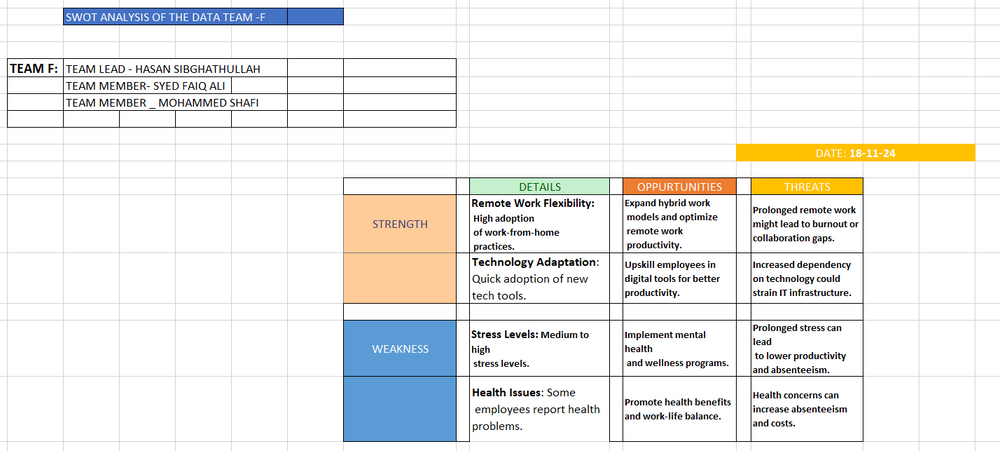 SWOT ANALYSIS OF THE DATA TEAM -F
TEAM F: TEAM LEAD - HASAN SIBGHATHULLAH
TEAM MEMBER- SYED FAIQ ALI
TEAM MEMBER _ MOHAMMED SHAFI
DATE: 18-11-24
DETAILS OPPURTUNITIES THREATS
STRENGTH
Remote Work Flexibility:
High adoption
of work-from-home
practices.
Expand hybrid work
models and optimize
remote work
productivity.
Prolonged remote work
might lead to burnout or
collaboration gaps.
Technology Adaptation:
Quick adoption of new
tech tools.
Upskill employees in
digital tools for better
productivity.
Increased dependency
on technology could
strain IT infrastructure.
WEAKNESS
Stress Levels: Medium to
high
stress levels.
Implement mental
health
and wellness programs.
Prolonged stress can
lead
to lower productivity
and absenteeism.
Health Issues: Some
employees report health
problems.
Promote health benefits
and work-life balance.
Health concerns can
increase absenteeism
and costs.